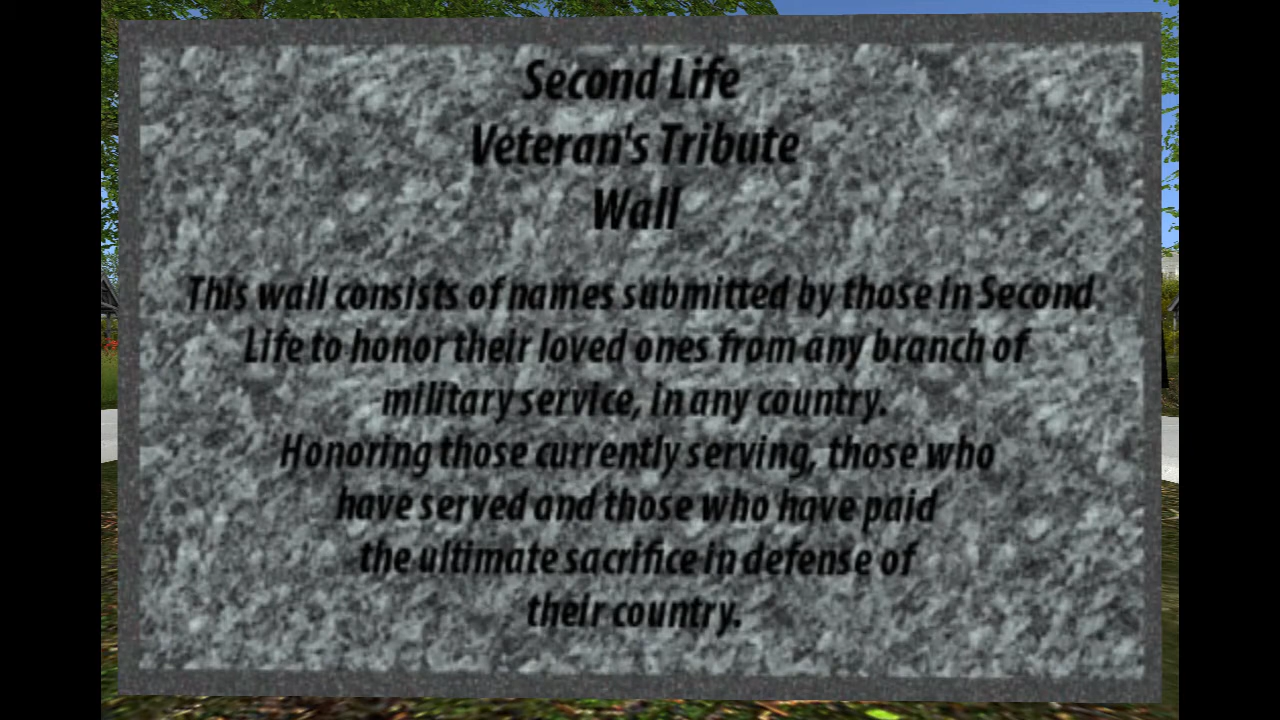 Second Life
Veteran's Tribute
Wall
This wall consists of names submitted by those in Second
Life to honor their loved ones from any branch of
military service, in any country.
Honoring those currently serving, those who
have served and those who have paid
the ultimate sacrifice in defense of
their country.